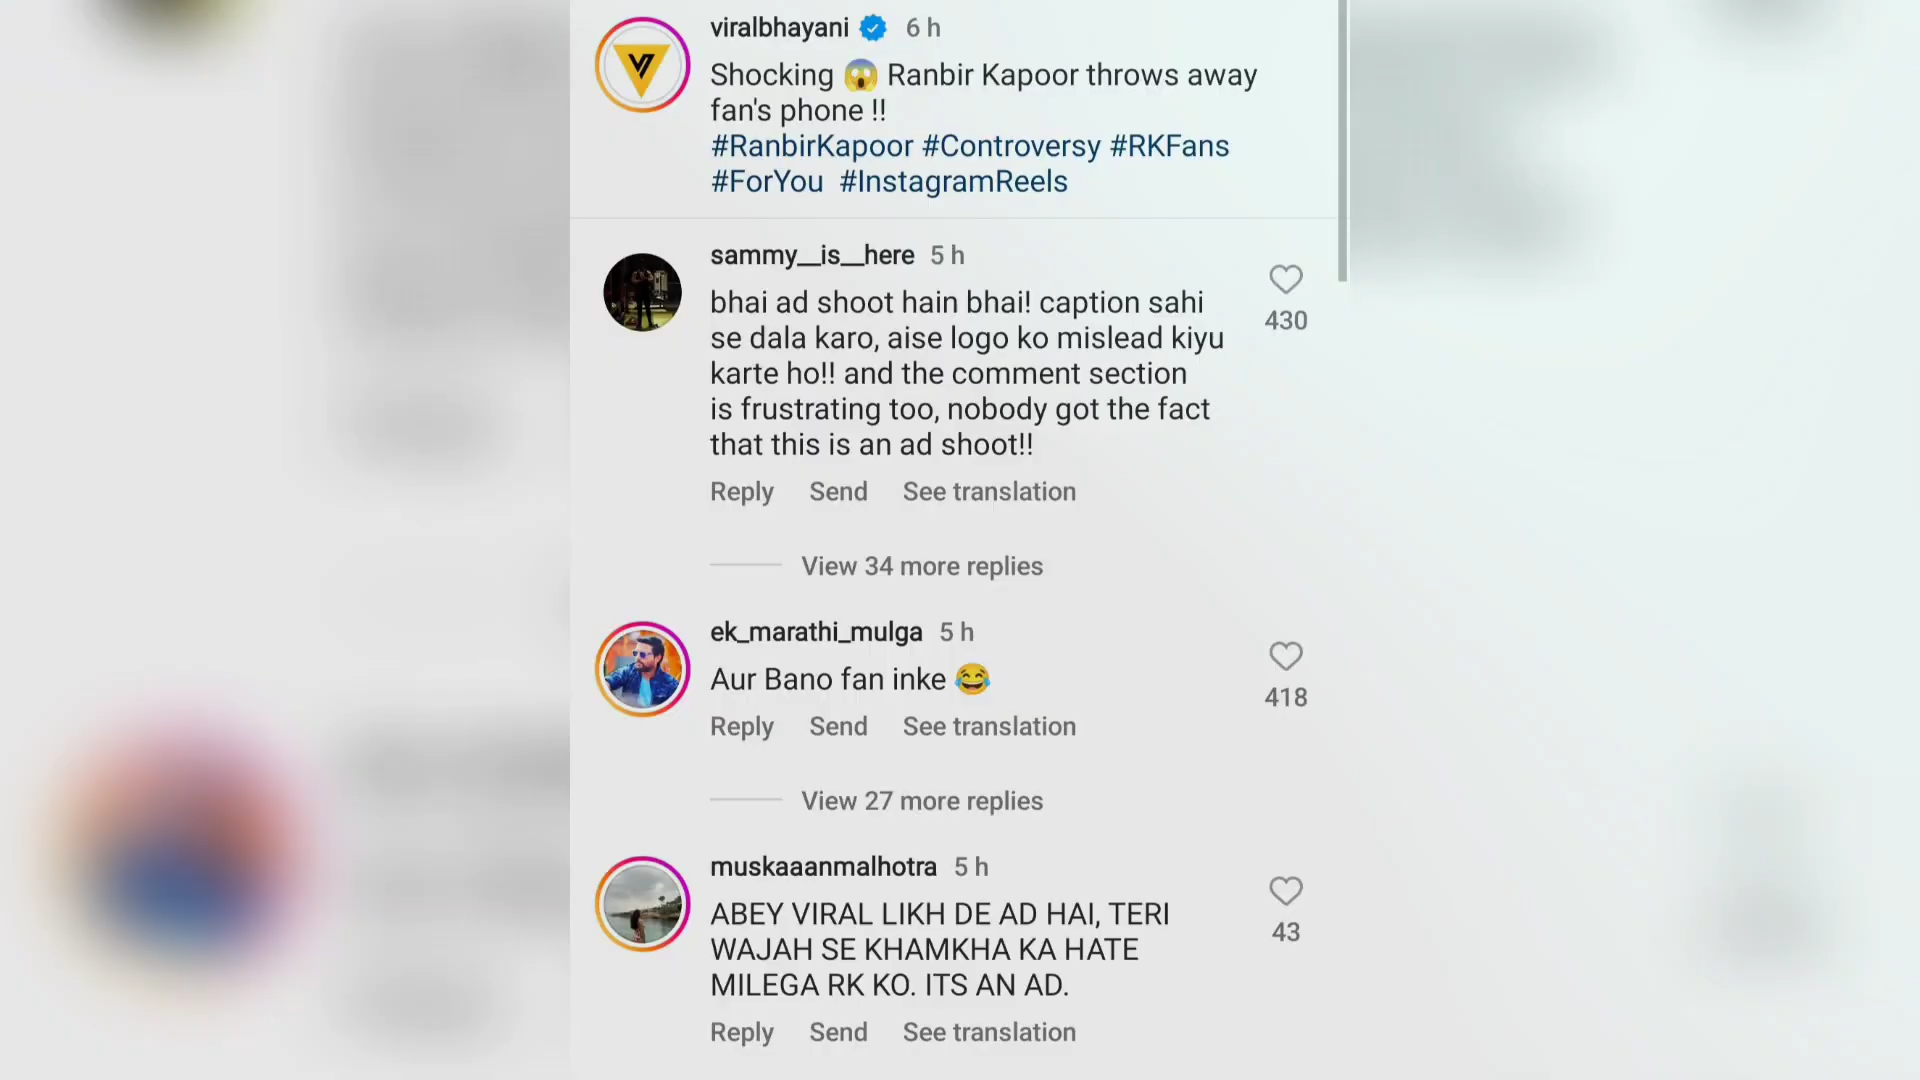 viralbhayani 6 h
Shocking 😱 Ranbir Kapoor throws away
fan's phone !!
#RanbirKapoor #Controversy #RKFans
#ForYou #InstagramReels
sammy__is__here 5 h
bhai ad shoot hain bhai! caption sahi
se dala karo, aise logo ko mislead kiyu
karte ho!! and the comment section
is frustrating too, nobody got the fact
that this is an ad shoot!!
430
Reply Send See translation
View 34 more replies
ek_marathi_mulga 5 h
Aur Bano fan inke 😂
418
Reply Send See translation
View 27 more replies
muskaaanmalhotra 5 h
ABEY VIRAL LIKH DE AD HAI, TERI
WAJAH SE KHAMKHA KA HATE
MILEGA RK KO. ITS AN AD.
43
Reply Send See translation